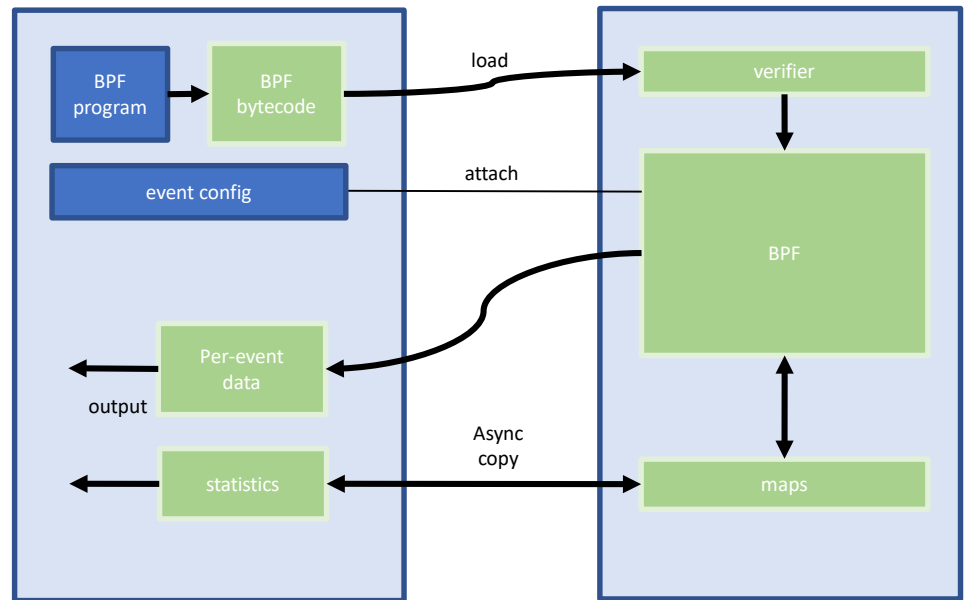 BPF
program
BPF
bytecode
load
verifier
event config
attach
BPF
Per-event
data
output
Async
copy
statistics
maps